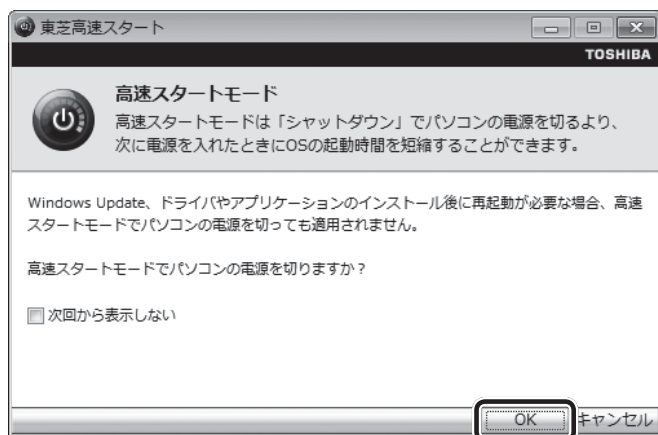 東芝高速スタート
TOSHIBA
高速スタートモード
高速スタートモードは「シャットダウン」でパソコンの電源を切るより、
次に電源を入れたときにOSの起動時間を短縮することができます。
Windows Update、ドライバやアプリケーションのインストール後に再起動が必要な場合、高速
スタートモードでパソコンの電源を切っても適用されません。
高速スタートモードでパソコンの電源を切りますか？
次回から表示しない
OK キャンセル